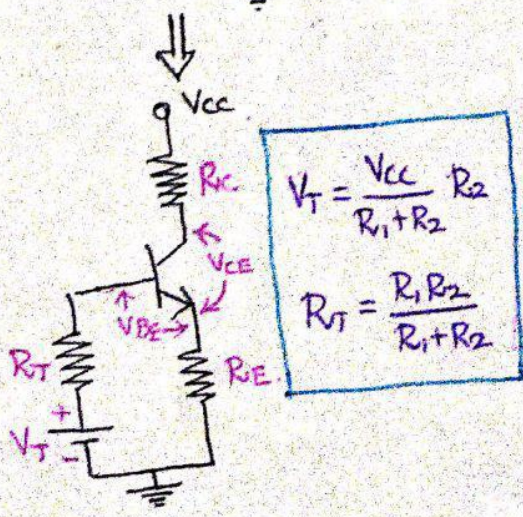 Vcc
Rc
VCE
VBE
RT
RE
+
VT
-
VT = Vcc / R1+R2 R2
RT = R1R2 / R1+R2